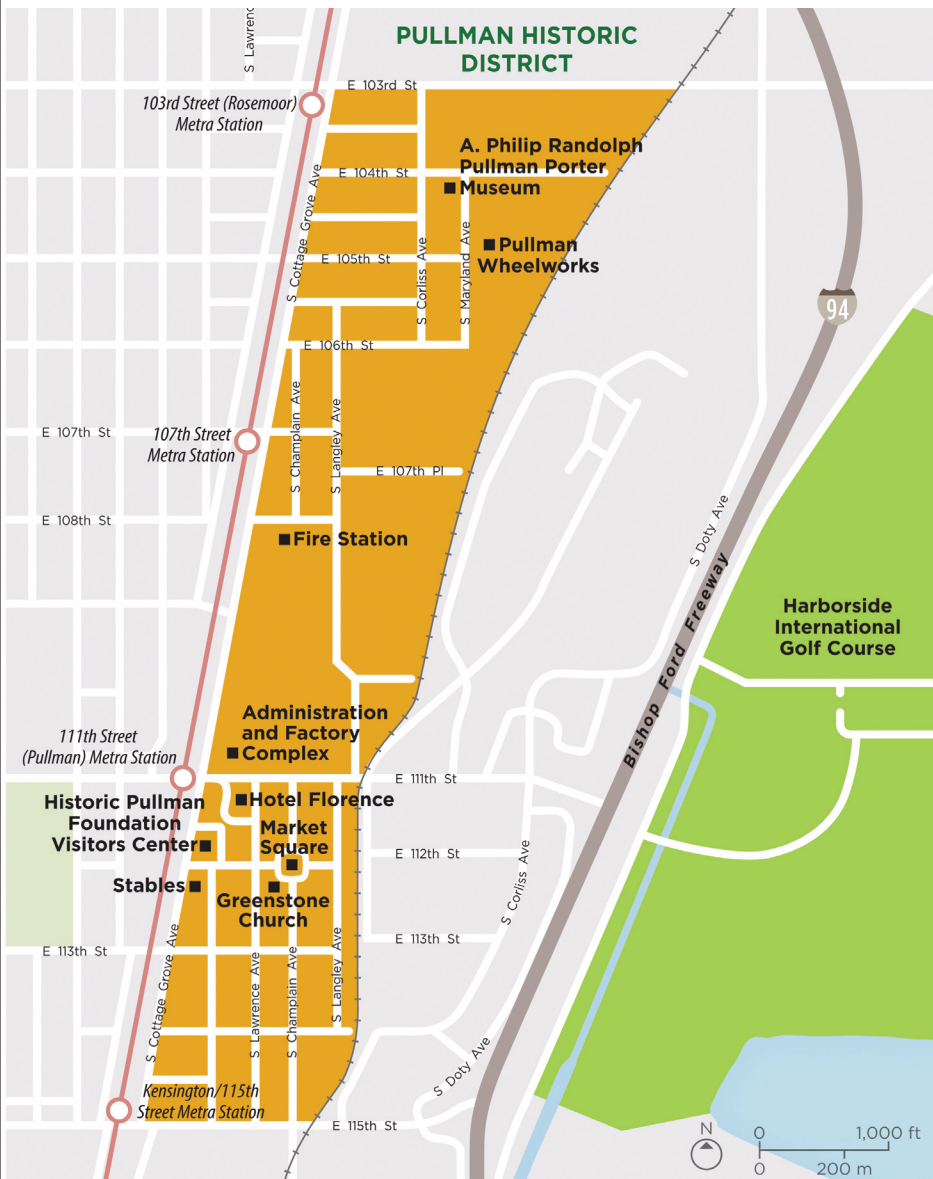 PULLMAN HISTORIC
DISTRICT
S Lawrenc
E 103rd St
103rd Street (Rosemoor)
Metra Station
A. Philip Randolph
Pullman Porter
Museum
E 104th St
S Cottage Grove Ave
Pullman
Wheelworks
E 105th St
S Corliss Ave
S Maryland Ave
94
E 106th St
S Champlain Ave
S Langley Ave
E 107th St
107th Street
Metra Station
E 107th Pl
E 108th St
Fire Station
S Doty Ave
Bishop Ford Freeway
Harborside
International
Golf Course
Administration
and Factory
Complex
111th Street
(Pullman) Metra Station
E 111th St
Historic Pullman
Foundation
Visitors Center
Hotel Florence
Market
Square
E 112th St
Stables
Greenstone
Church
S Corliss Ave
E 113th St
E 113th St
S Cottage Grove Ave
S Lawrence Ave
S Champlain Ave
S Langley Ave
S Doty Ave
Kensington/115th
Street Metra Station
E 115th St
N
0
1,000 ft
0
200 m